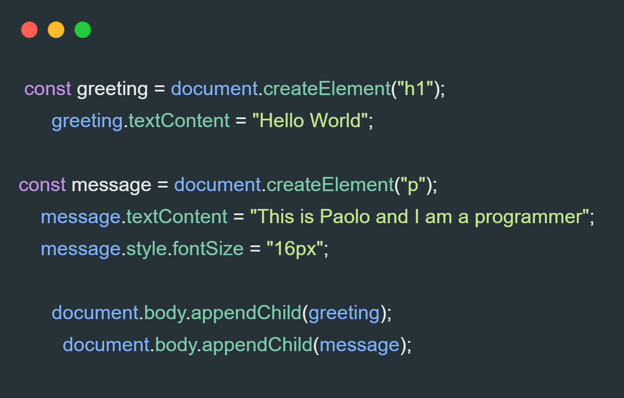 const greeting = document.createElement("h1");
greeting.textContent = "Hello World";
const message = document.createElement("p");
message.textContent = "This is Paolo and I am a programmer";
message.style.fontSize = "16px";
document.body.appendChild(greeting);
document.body.appendChild(message);